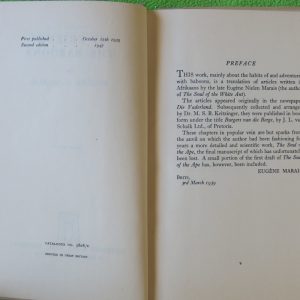 First published . . October 12th 1939
Second edition . . . 1947
CATALOGUE NO. 5848/2
PRINTED IN GREAT BRITAIN
PREFACE
THIS work, mainly about the habits of and adventure
with baboons, is a translation of articles written in
Afrikaans by the late Eugène Nielen Marais (the author
of The Soul of the White Ant).
The articles appeared originally in the newspaper
Die Vaderland. Subsequently collected and arranged
by Dr. M. S. B. Kritzinger, they were published in book
form under the title Burgers van die Berge, by J. L. van
Schaik Ltd., of Pretoria.
These chapters in popular vein are but sparks from
the anvil on which the author had been fashioning for
years a more detailed and scientific work, The Soul of
the Ape, the final manuscript of which has unfortunately
been lost. A small portion of the first draft of The Soul
of the Ape has, however, been included.
EUGÈNE MARAIS
3rd March 1939
v